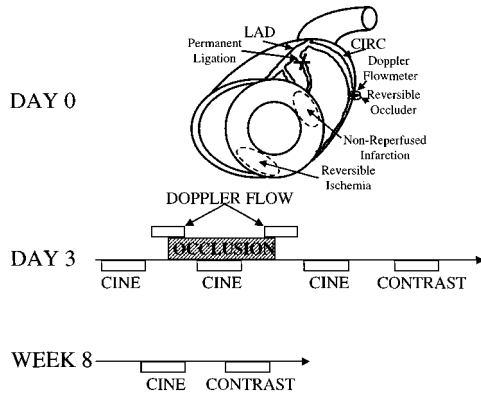 LAD
Permanent
Ligation
CIRC
Doppler
Flowmeter
DAY 0
Reversible
Occluder
Non-Reperfused
Infarction
Reversible
Ischemia
DOPPLER FLOW
OCCLUSION
DAY 3
CINE CINE CINE CONTRAST
WEEK 8
CINE CONTRAST